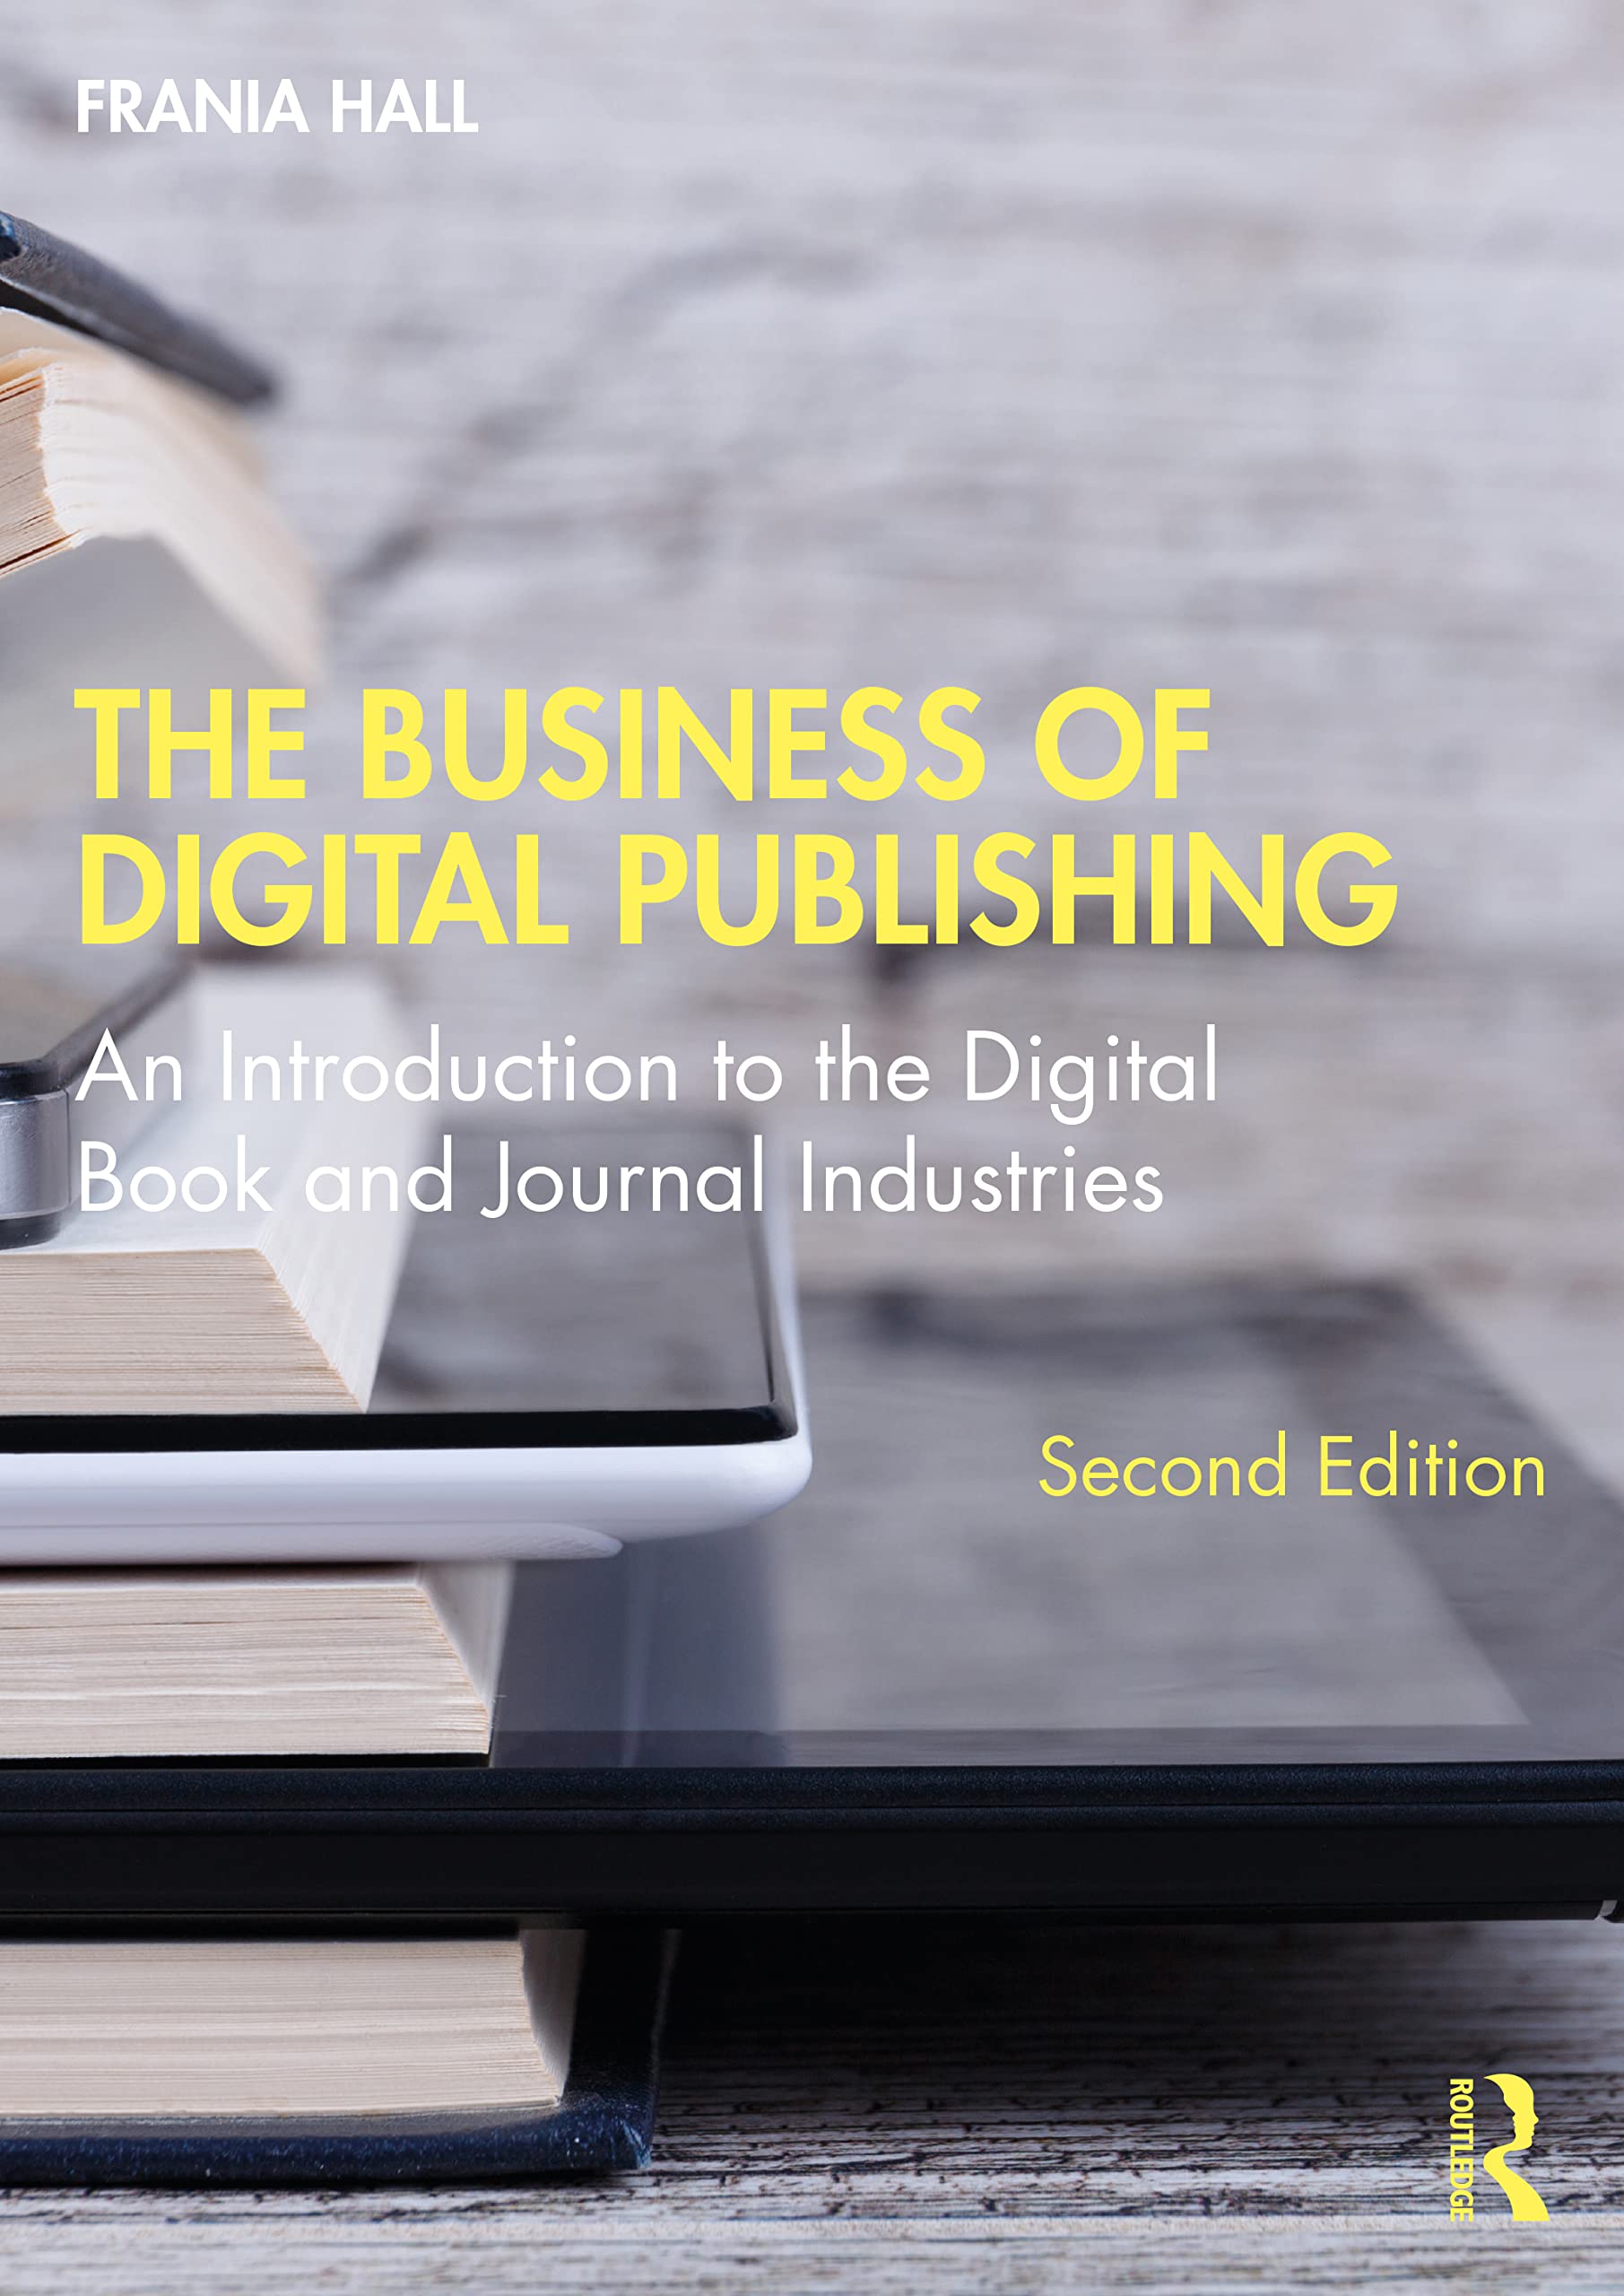 FRANIA HALL
THE BUSINESS OF
DIGITAL PUBLISHING
An Introduction to the Digital
Book and Journal Industries
Second Edition
ROUTLEDGE